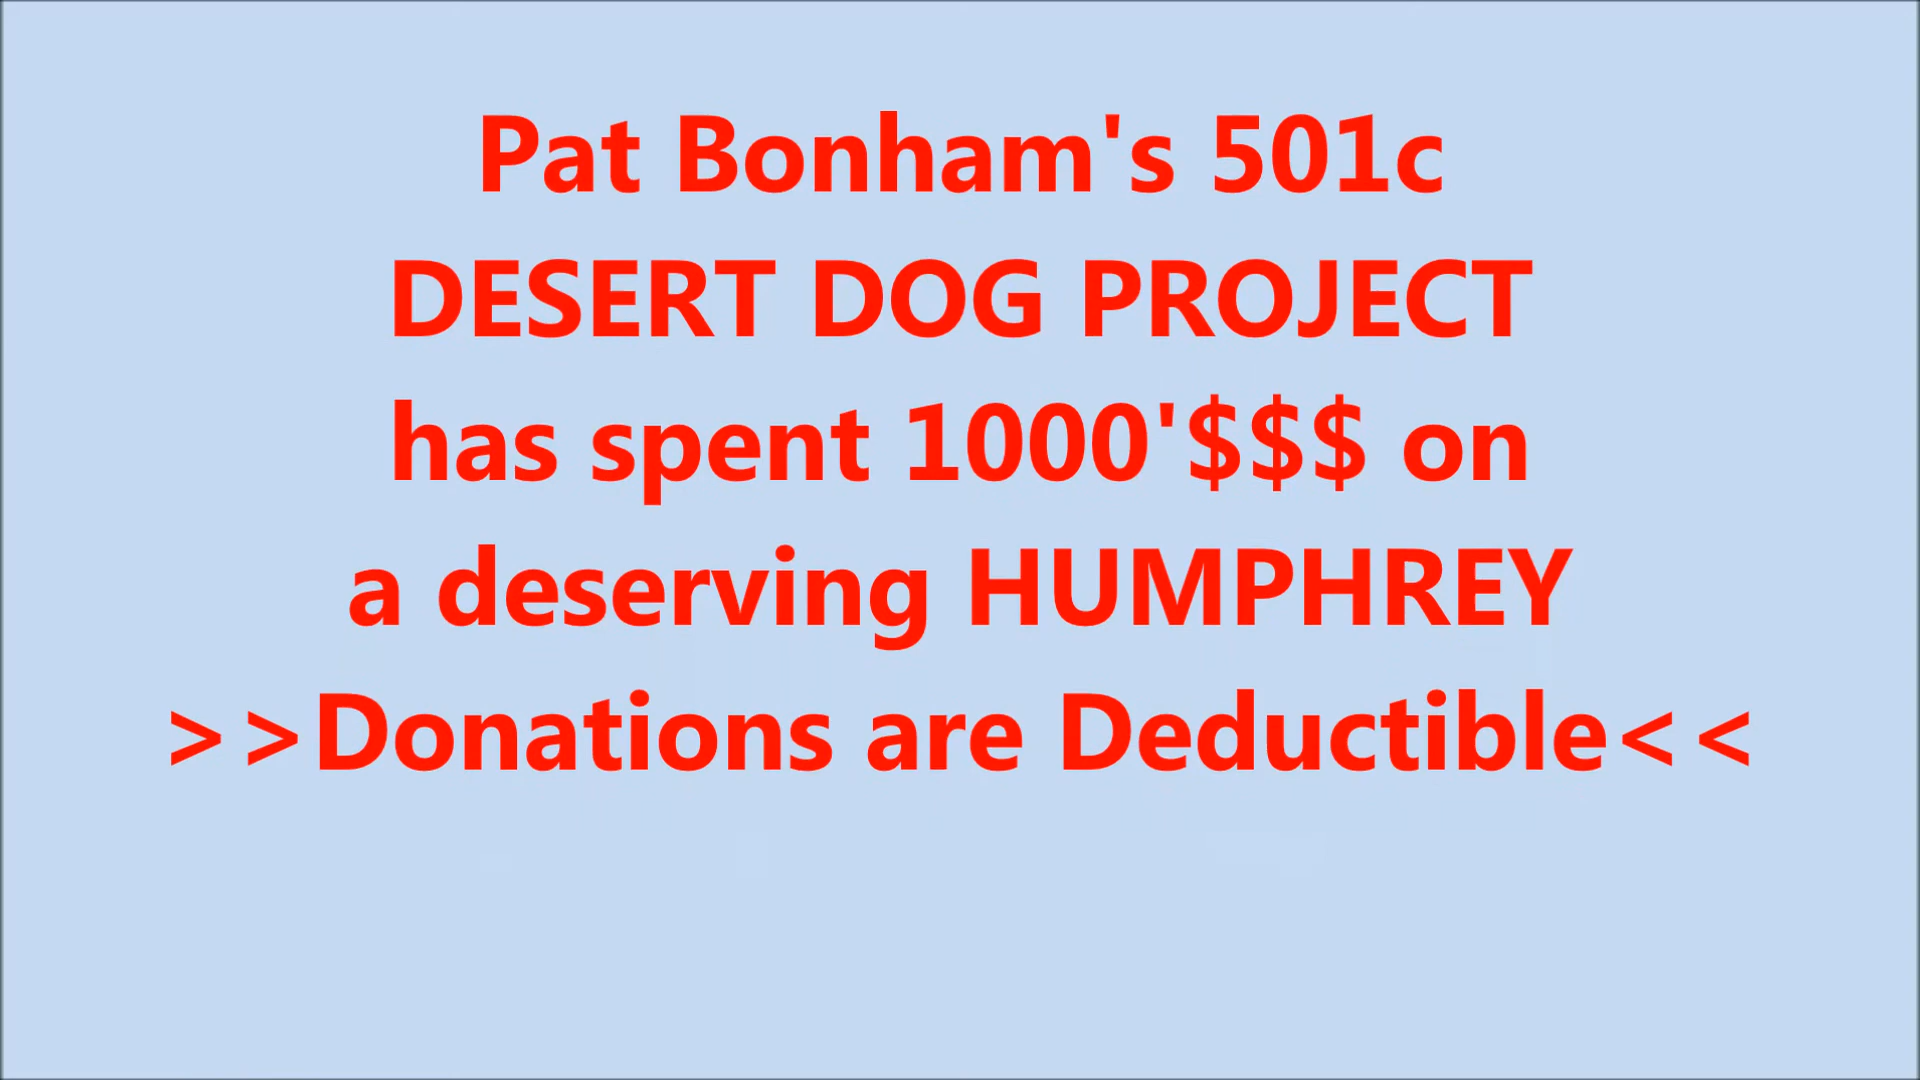 Pat Bonham's 501c
DESERT DOG PROJECT
has spent 1000'$$$ on
a deserving HUMPHREY
>>Donations are Deductible<<